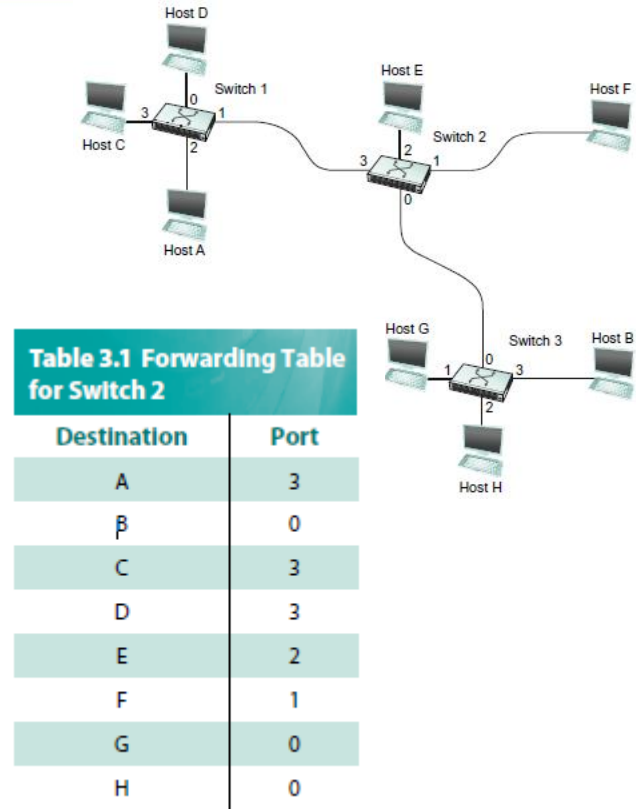 Host D
Host E
Host F
Switch 1
0
3
1
Host C
2
Switch 2
2
3
1
0
Host A
Host G
Switch 3
Host B
0
1
3
2
Host H
Table 3.1 Forwarding Table
for Switch 2
Destination Port
A 3
B 0
C 3
D 3
E 2
F 1
G 0
H 0